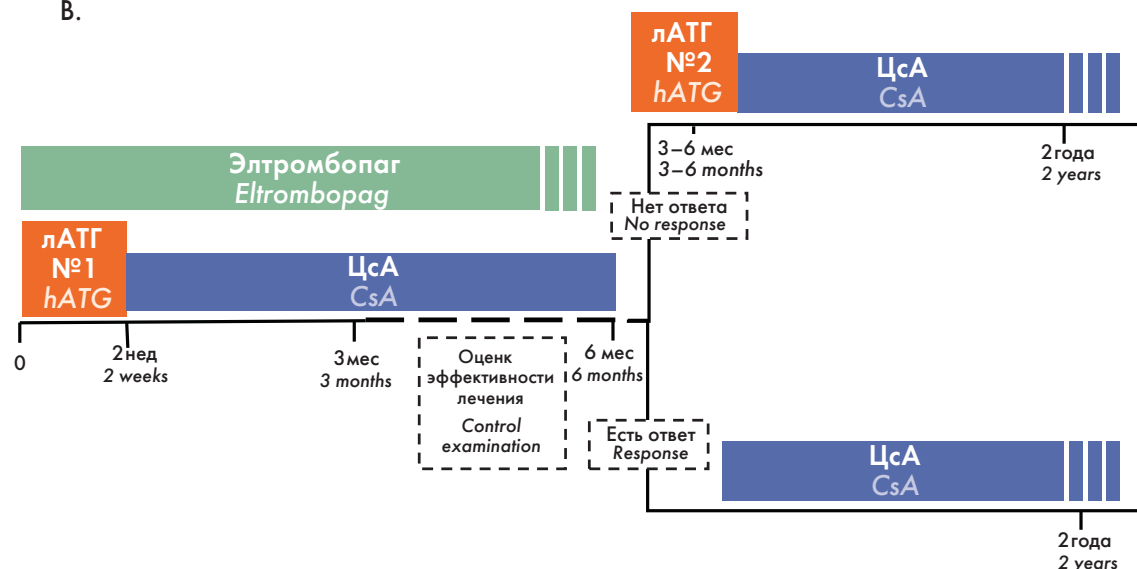 В.
лАТГ
№2
hATG
ЦсА
CsA
3–6 мес
3–6 months
2 года
2 years
Элтромбопаг
Eltrombopag
Нет ответа
No response
лАТГ
№1
hATG
ЦсА
CsA
0
2 нед
2 weeks
3 мес
3 months
Оценк
эффективности
лечения
Control
examination
6 мес
6 months
Есть ответ
Response
ЦсА
CsA
2 года
2 years